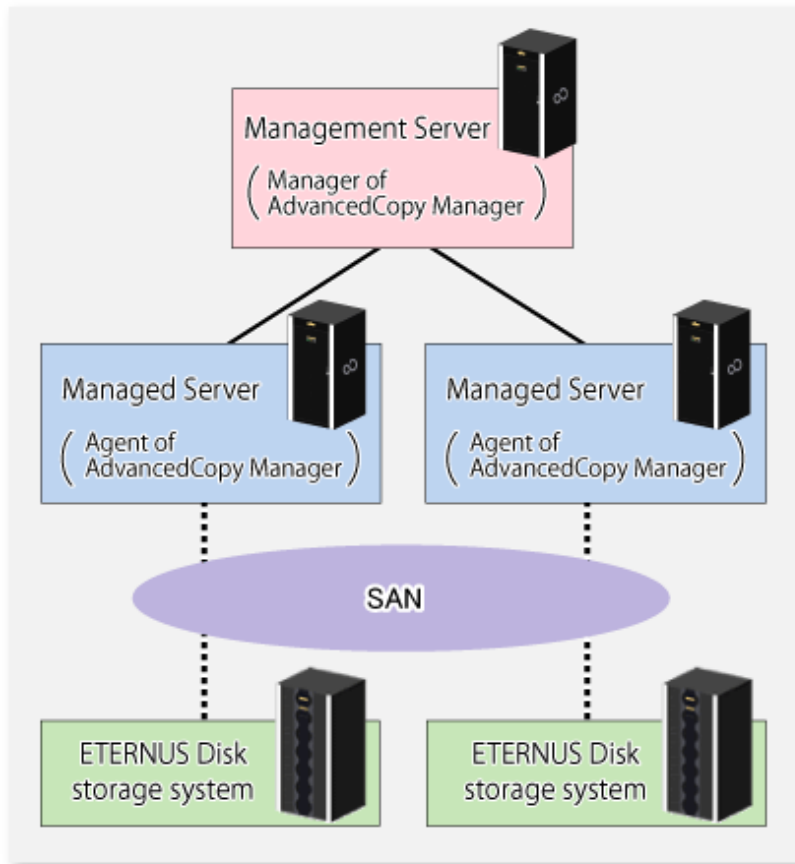 Management Server
( Manager of
AdvancedCopy Manager )
Managed Server
( Agent of
AdvancedCopy Manager )
Managed Server
( Agent of
AdvancedCopy Manager )
SAN
ETERNUS Disk
storage system
ETERNUS Disk
storage system